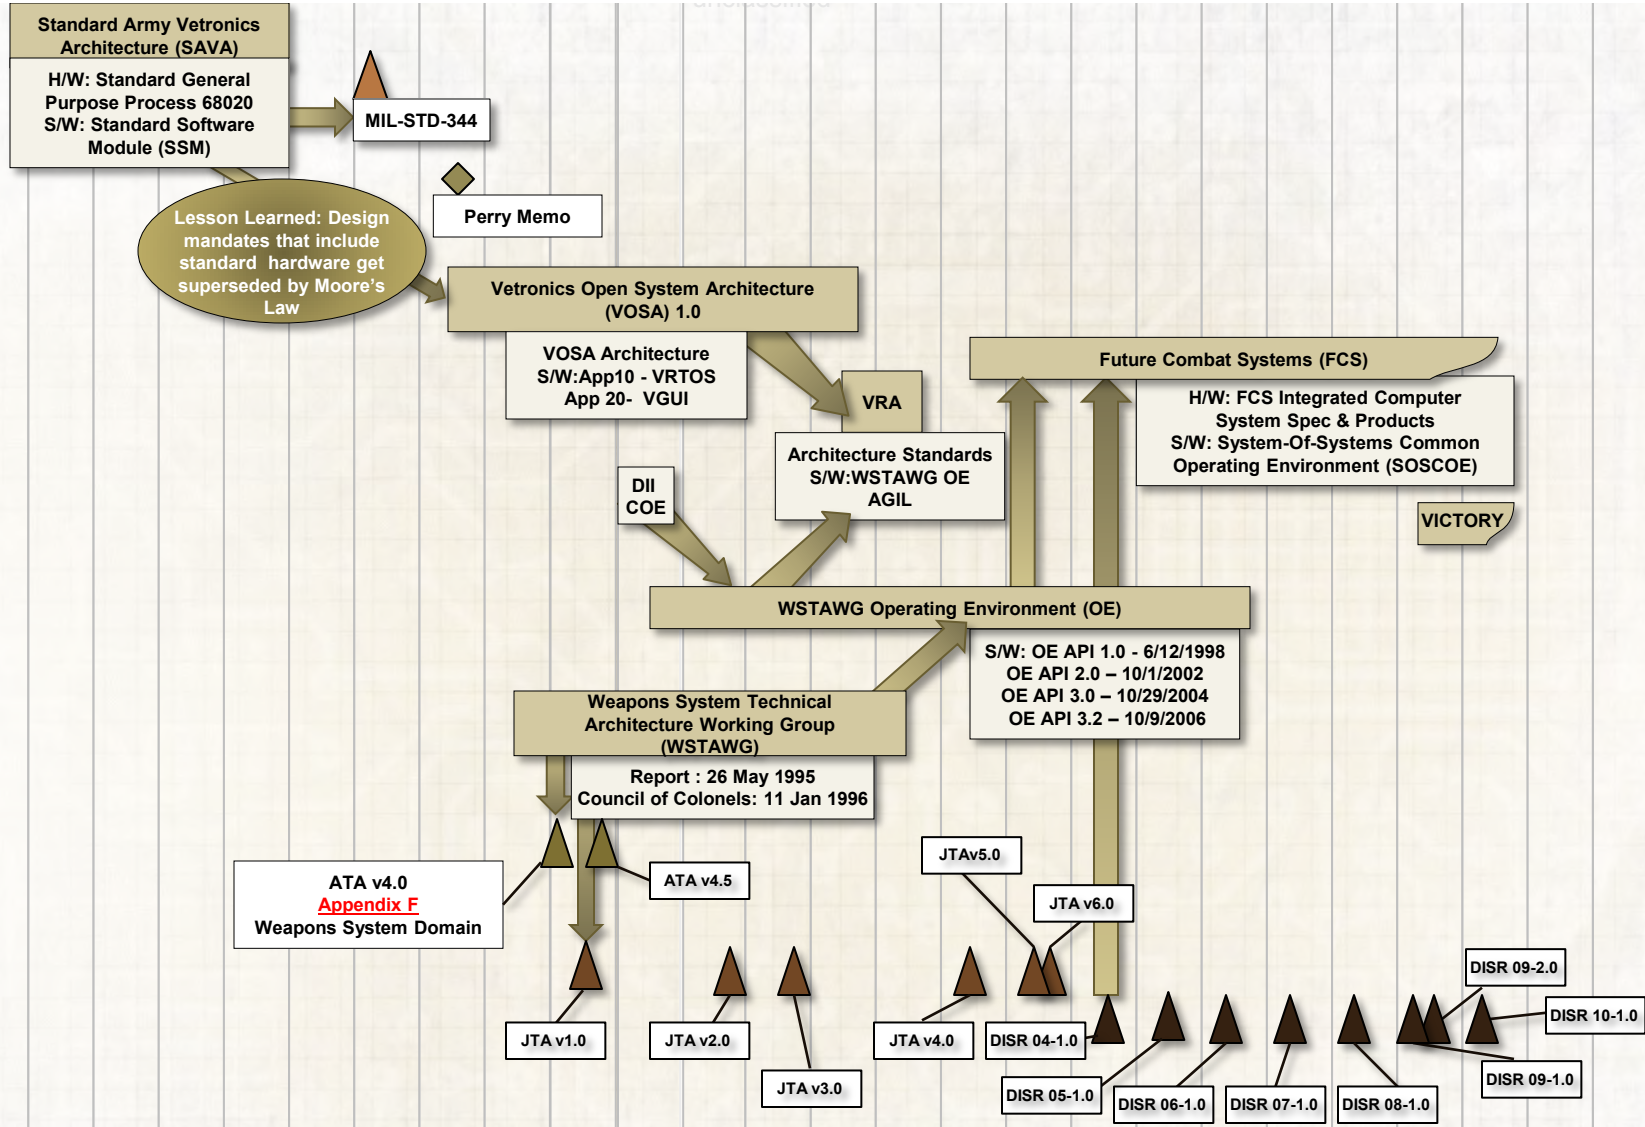 unclassified
Standard Army Vetronics
Architecture (SAVA)
H/W: Standard General
Purpose Process 68020
S/W: Standard Software
Module (SSM)
MIL-STD-344
Perry Memo
Lesson Learned: Design
mandates that include
standard hardware get
superseded by Moore's
Law
Vetronics Open System Architecture
(VOSA) 1.0
VOSA Architecture
S/W:App10 - VRTOS
App 20- VGUI
VRA
Architecture Standards
S/W:WSTAWG OE
AGIL
Future Combat Systems (FCS)
H/W: FCS Integrated Computer
System Spec & Products
S/W: System-Of-Systems Common
Operating Environment (SOSCOE)
VICTORY
DII
COE
WSTAWG Operating Environment (OE)
S/W: OE API 1.0 - 6/12/1998
OE API 2.0 – 10/1/2002
OE API 3.0 – 10/29/2004
OE API 3.2 – 10/9/2006
Weapons System Technical
Architecture Working Group
(WSTAWG)
Report : 26 May 1995
Council of Colonels: 11 Jan 1996
ATA v4.0
Appendix F
Weapons System Domain
ATA v4.5
JTAv5.0
JTA v6.0
JTA v1.0
JTA v2.0
JTA v3.0
JTA v4.0
DISR 04-1.0
DISR 05-1.0
DISR 06-1.0
DISR 07-1.0
DISR 08-1.0
DISR 09-1.0
DISR 09-2.0
DISR 10-1.0